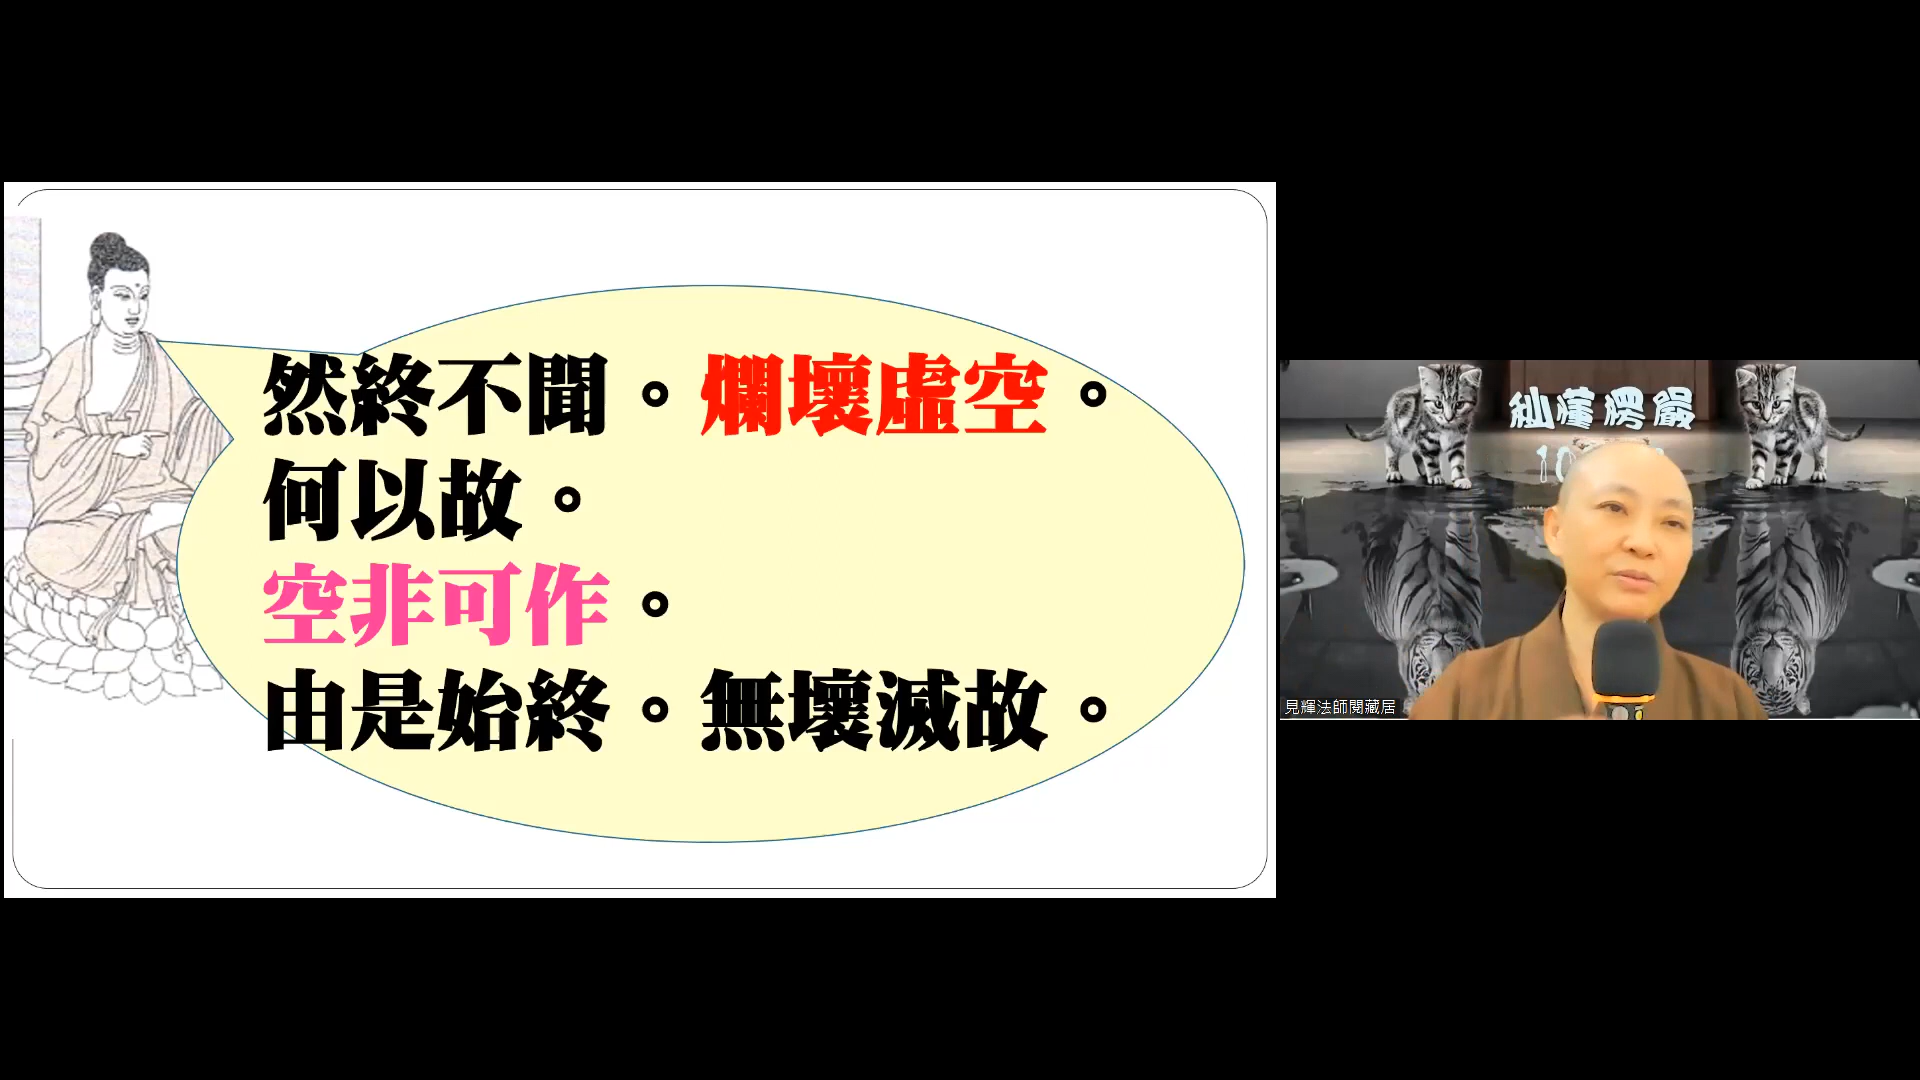 然終不聞。爛壞虛空。
何以故。
空非可作。
由是始終。無壞滅故。
楞嚴
10
見輝法師閱藏居